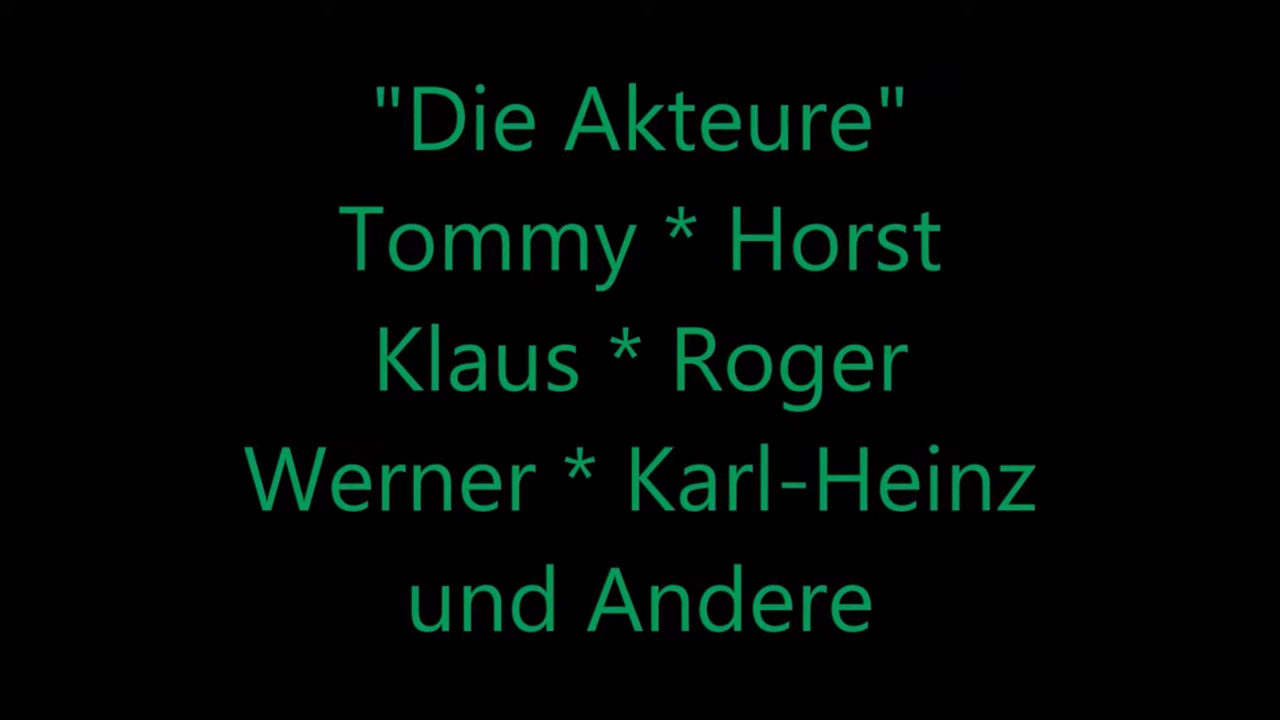 "Die Akteure"
Tommy * Horst
Klaus * Roger
Werner * Karl-Heinz
und Andere